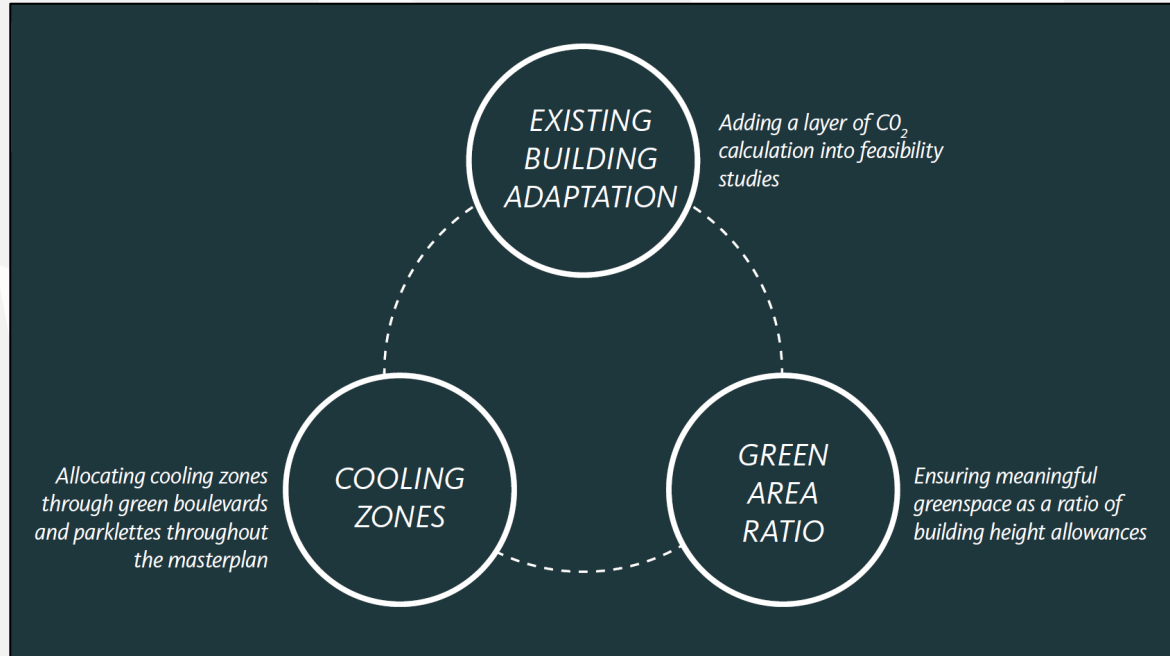 EXISTING
BUILDING
ADAPTATION
Adding a layer of C0₂
calculation into feasibility
studies
COOLING
ZONES
Allocating cooling zones
through green boulevards
and parklettes throughout
the masterplan
GREEN
AREA
RATIO
Ensuring meaningful
greenspace as a ratio of
building height allowances